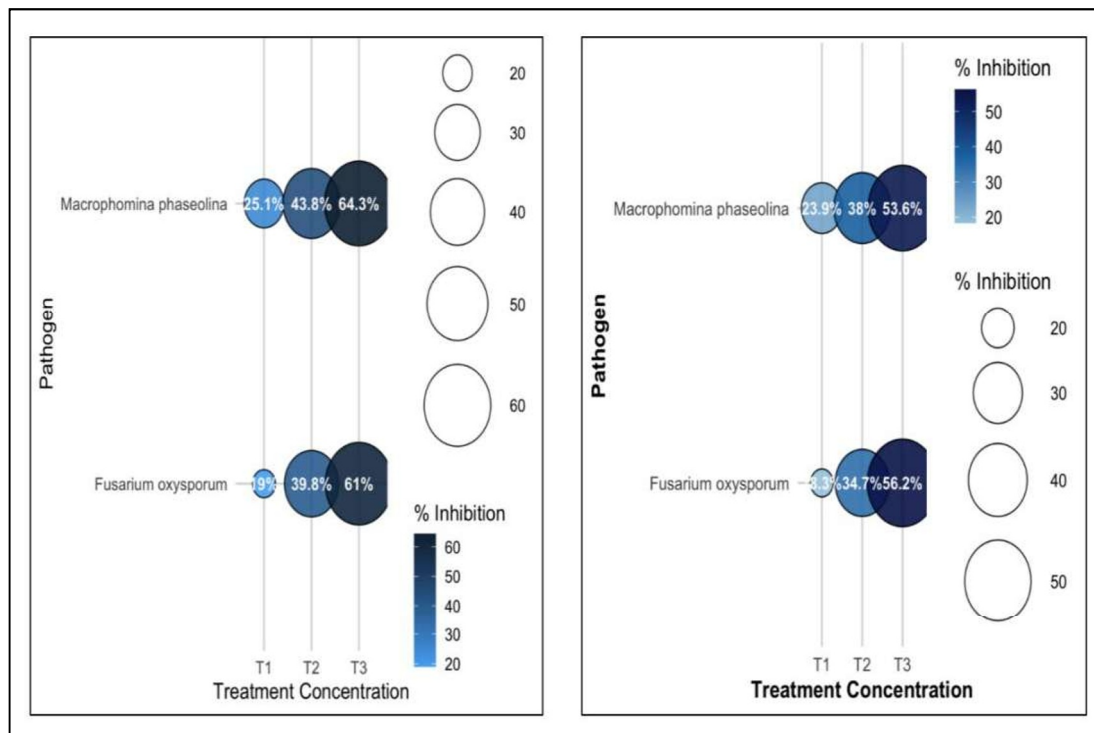 20
30
Macrophomina phaseolina
25.1% 43.8% 64.3%
40
50
Pathogen
60
Fusarium oxysporum
39.8% 61%
% Inhibition
60
50
40
30
20
T1 T2 T3
Treatment Concentration
% Inhibition
50
40
30
20
Macrophomina phaseolina
23.9% 38% 53.6%
% Inhibition
20
30
Pathogen
Fusarium oxysporum
34.7% 56.2%
40
50
T1 T2 T3
Treatment Concentration